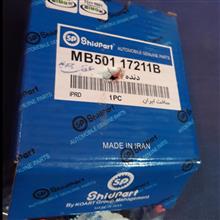 SP Shidpart
AUTOMOBILE GENUINE PARTS
MB501 17211B
دنده
IPRD
1PC
ساخت ایران
MADE IN IRAN
SP
Shidpart
By KOART Group Management